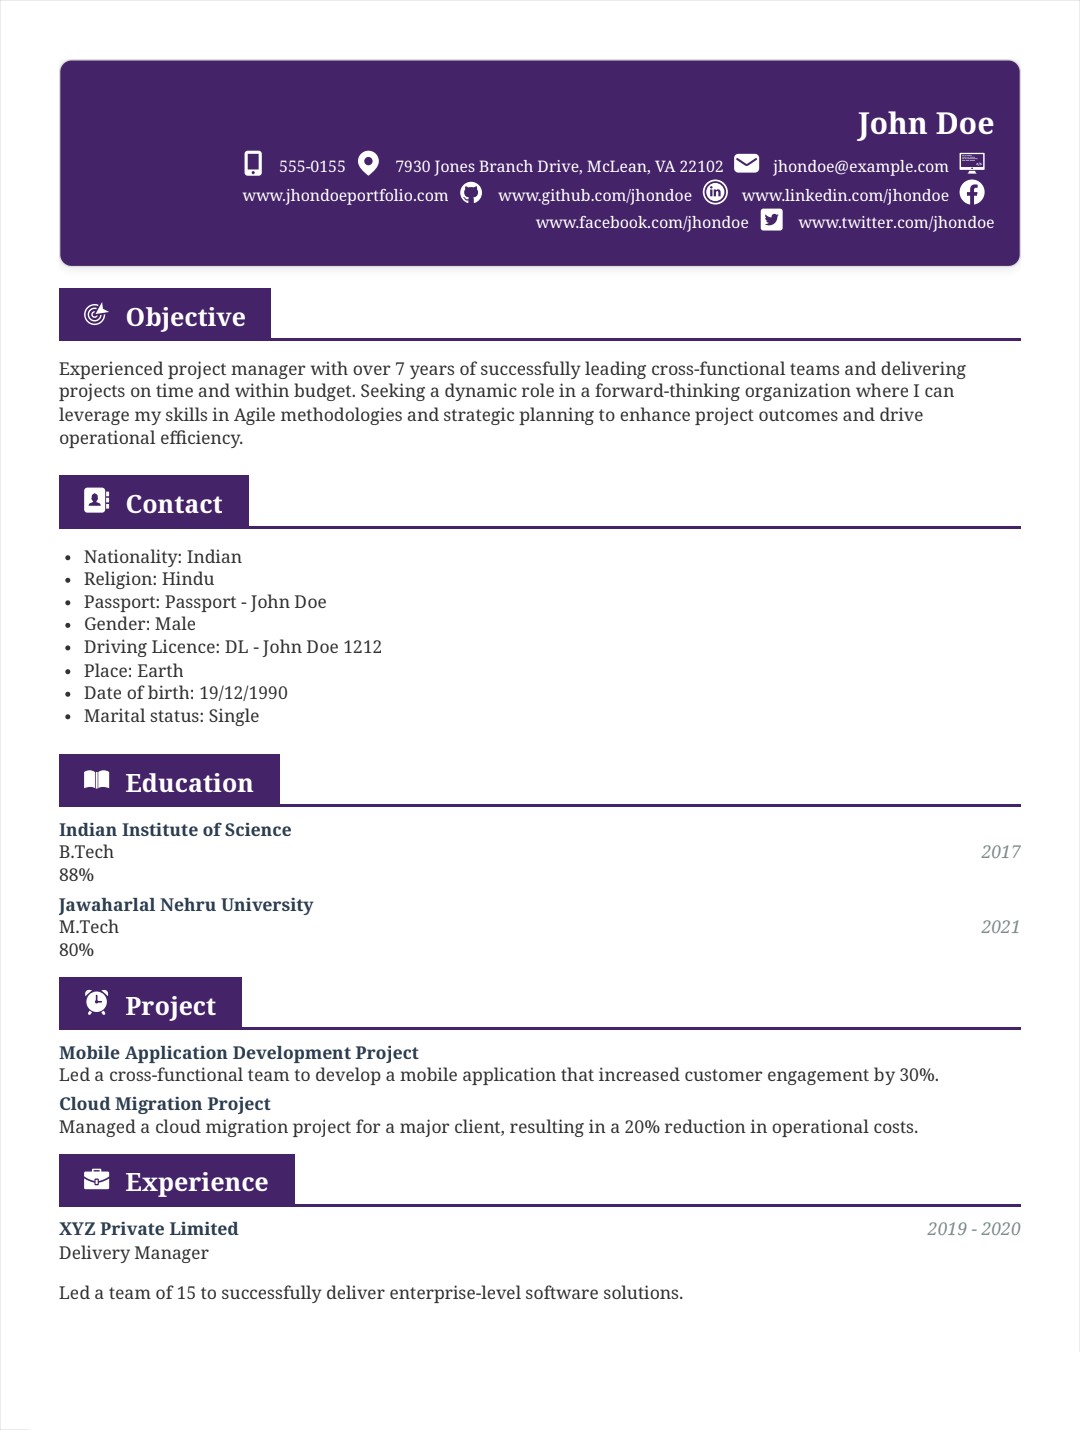 John Doe
555-0155 7930 Jones Branch Drive, McLean, VA 22102 jhondoe@example.com
www.jhondoeportfolio.com www.github.com/jhondoe www.linkedin.com/jhondoe
www.facebook.com/jhondoe www.twitter.com/jhondoe
Objective
Experienced project manager with over 7 years of successfully leading cross-functional teams and delivering
projects on time and within budget. Seeking a dynamic role in a forward-thinking organization where I can
leverage my skills in Agile methodologies and strategic planning to enhance project outcomes and drive
operational efficiency.
Contact
• Nationality: Indian
• Religion: Hindu
• Passport: Passport - John Doe
• Gender: Male
• Driving Licence: DL - John Doe 1212
• Place: Earth
• Date of birth: 19/12/1990
• Marital status: Single
Education
Indian Institute of Science
B.Tech 2017
88%
Jawaharlal Nehru University
M.Tech 2021
80%
Project
Mobile Application Development Project
Led a cross-functional team to develop a mobile application that increased customer engagement by 30%.
Cloud Migration Project
Managed a cloud migration project for a major client, resulting in a 20% reduction in operational costs.
Experience
XYZ Private Limited 2019 - 2020
Delivery Manager
Led a team of 15 to successfully deliver enterprise-level software solutions.